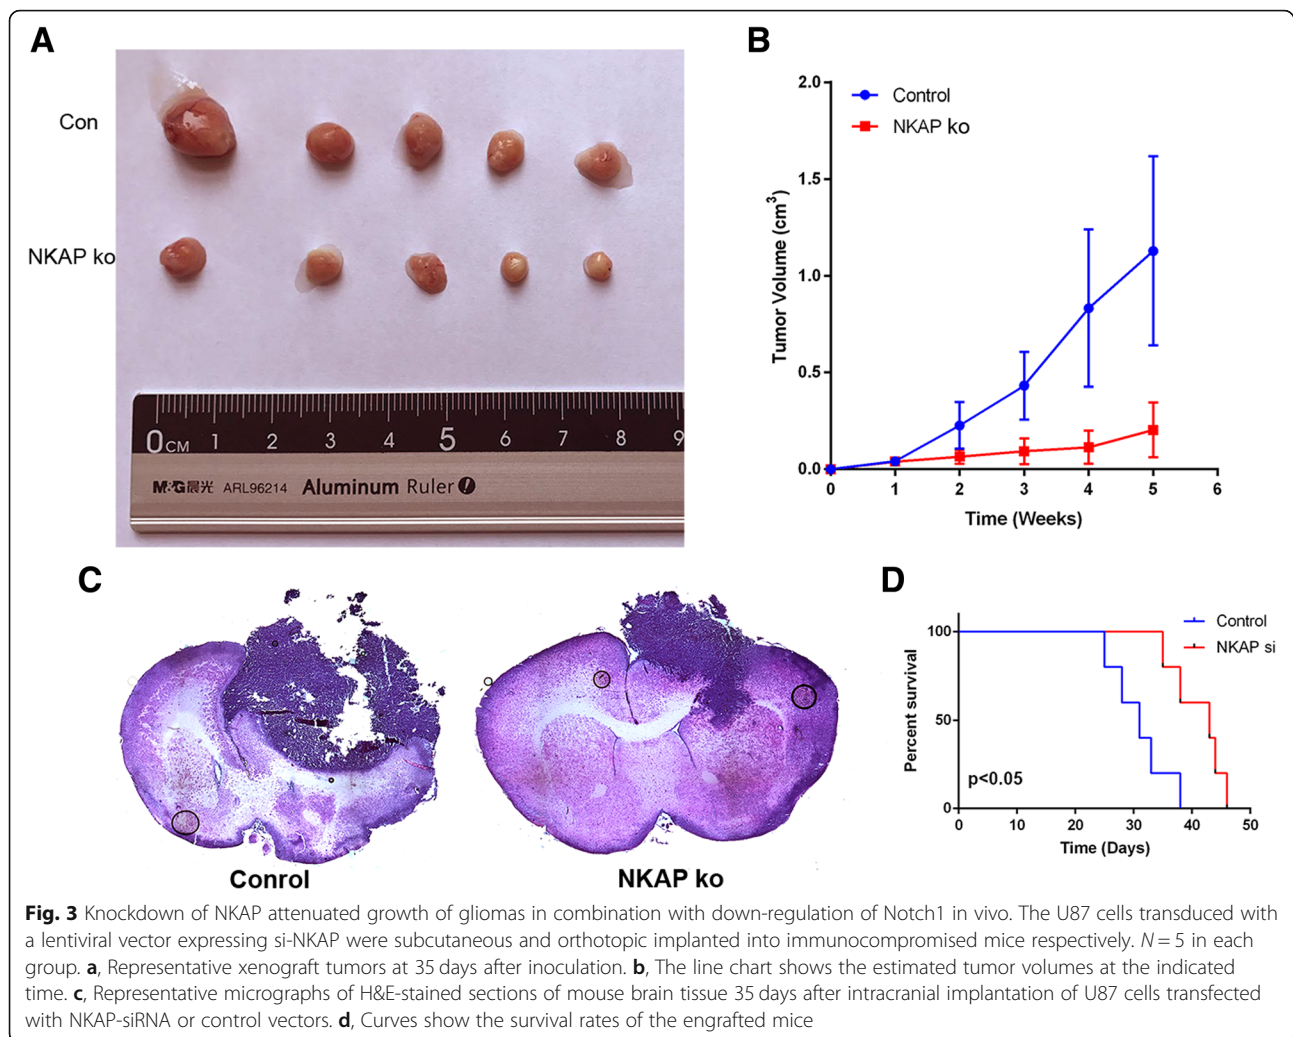 A
Con
NKAP ko
0 CM 1 2 3 4 5 6 7 8 9
M&G晨光 ARL96214 Aluminum Ruler
B
Control
NKAP ko
Tumor Volume (cm³)
2.0
1.5
1.0
0.5
0.0
0 1 2 3 4 5 6
Time (Weeks)
C
Conrol
NKAP ko
D
Control
NKAP si
Percent survival
100
50
0
p<0.05
0 10 20 30 40 50
Time (Days)
Fig. 3 Knockdown of NKAP attenuated growth of gliomas in combination with down-regulation of Notch1 in vivo. The U87 cells transduced with
a lentiviral vector expressing si-NKAP were subcutaneous and orthotopic implanted into immunocompromised mice respectively. N = 5 in each
group. a, Representative xenograft tumors at 35 days after inoculation. b, The line chart shows the estimated tumor volumes at the indicated
time. c, Representative micrographs of H&E-stained sections of mouse brain tissue 35 days after intracranial implantation of U87 cells transfected
with NKAP-siRNA or control vectors. d, Curves show the survival rates of the engrafted mice